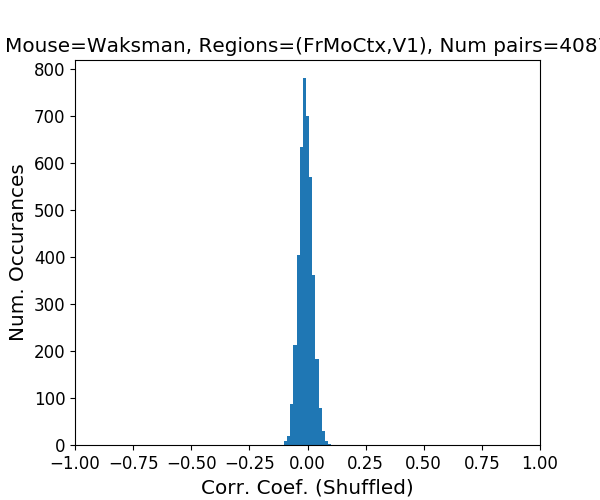 Mouse=Waksman, Regions=(FrMoCtx,V1), Num pairs=4087
800
700
600
500
400
300
200
100
0
Num. Occurances
−1.00 −0.75 −0.50 −0.25 0.00 0.25 0.50 0.75 1.00
Corr. Coef. (Shuffled)